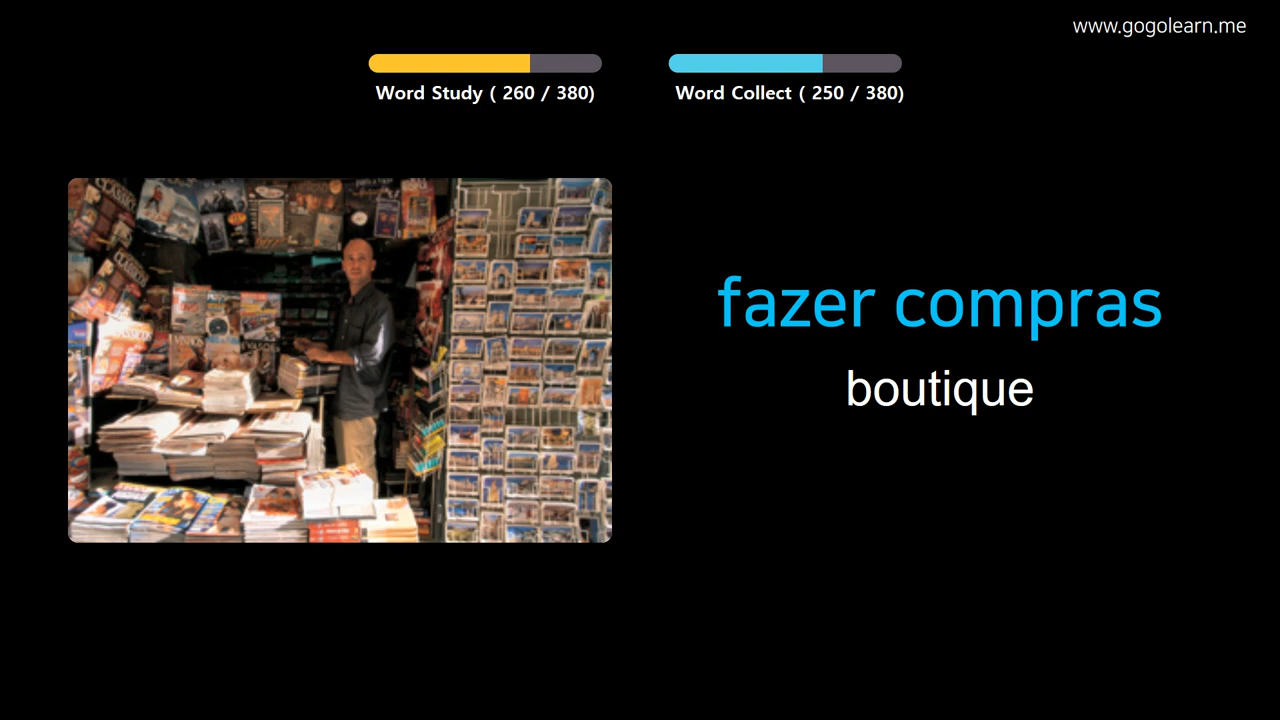 www.gogolearn.me
Word Study ( 260 / 380)
Word Collect ( 250 / 380)
fazer compras
boutique